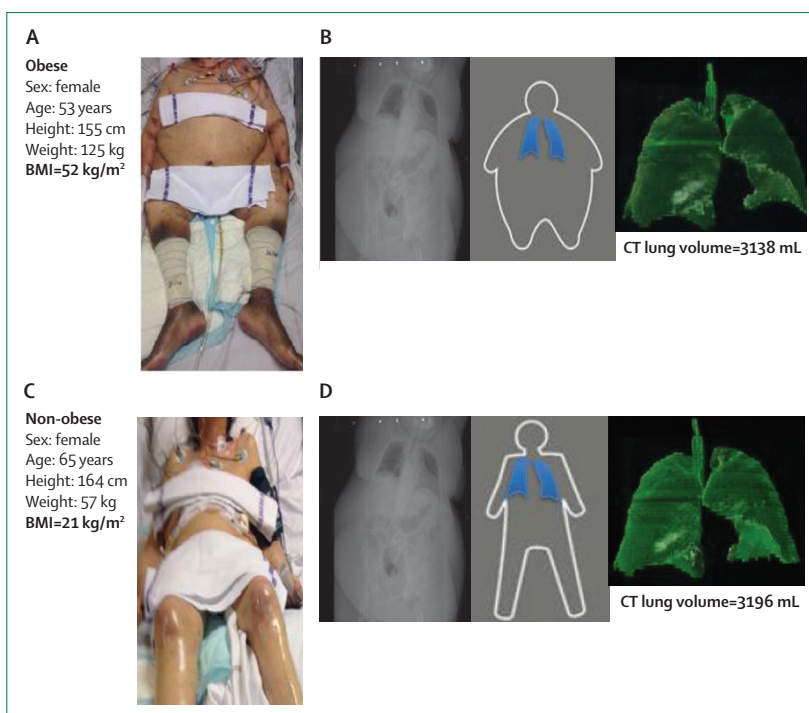 A
Obese
Sex: female
Age: 53 years
Height: 155 cm
Weight: 125 kg
BMI=52 kg/m²
B
CT lung volume=3138 mL
C
Non-obese
Sex: female
Age: 65 years
Height: 164 cm
Weight: 57 kg
BMI=21 kg/m²
D
CT lung volume=3196 mL